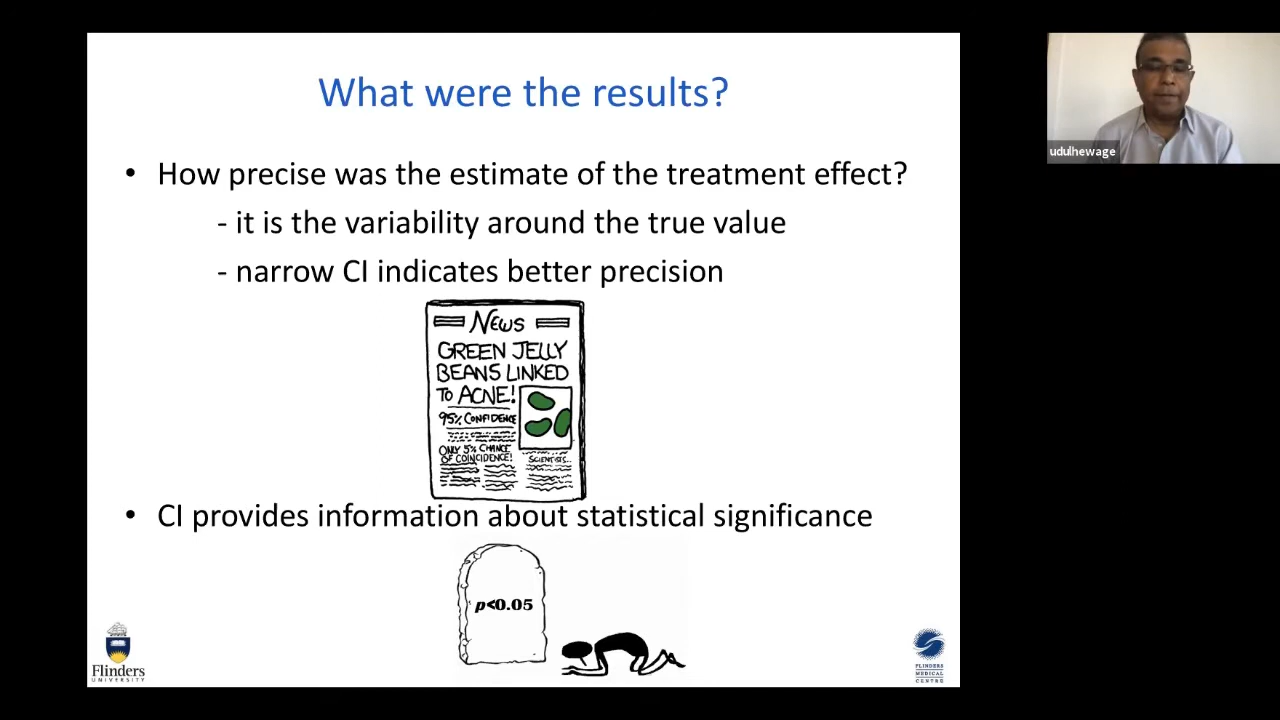 What were the results?
• How precise was the estimate of the treatment effect?
- it is the variability around the true value
- narrow CI indicates better precision
NEWS
GREEN JELLY
BEANS LINKED
TO ACNE!
95% CONFIDENCE
ONLY 5% CHANCE
OF COINCIDENCE!
SCIENTISTS...
• CI provides information about statistical significance
p<0.05
Flinders
UNIVERSITY
FLINDERS
MEDICAL
CENTRE
udulhewage